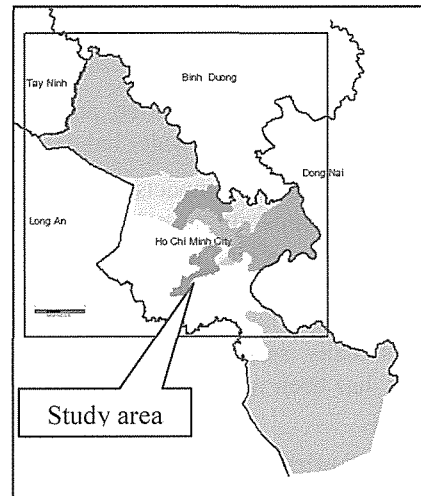 Binh Duong
Tay Ninh
Dong Nai
Long An
Ho Chi Minh City
Study area